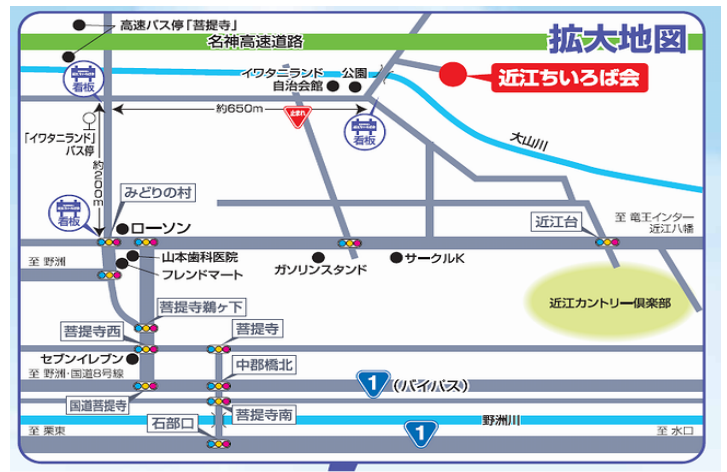 高速バス停「菩提寺」
名神高速道路
拡大地図
看板
イワタニランド
自治会館
公園
近江ちいろば会
約650m
止まれ
看板
「イワタニランド」
バス停
大山川
約200m
看板
みどりの村
ローソン
近江台
至 竜王インター
近江八幡
至 野洲
山本歯科医院
フレンドマート
ガソリンスタンド
サークルK
近江カントリー倶楽部
菩提寺鵜ヶ下
菩提寺西
菩提寺
セブンイレブン
中郡橋北
至 野洲・国道8号線
1
(バイパス)
国道菩提寺
菩提寺南
石部口
野洲川
至 栗東
1
至 水口